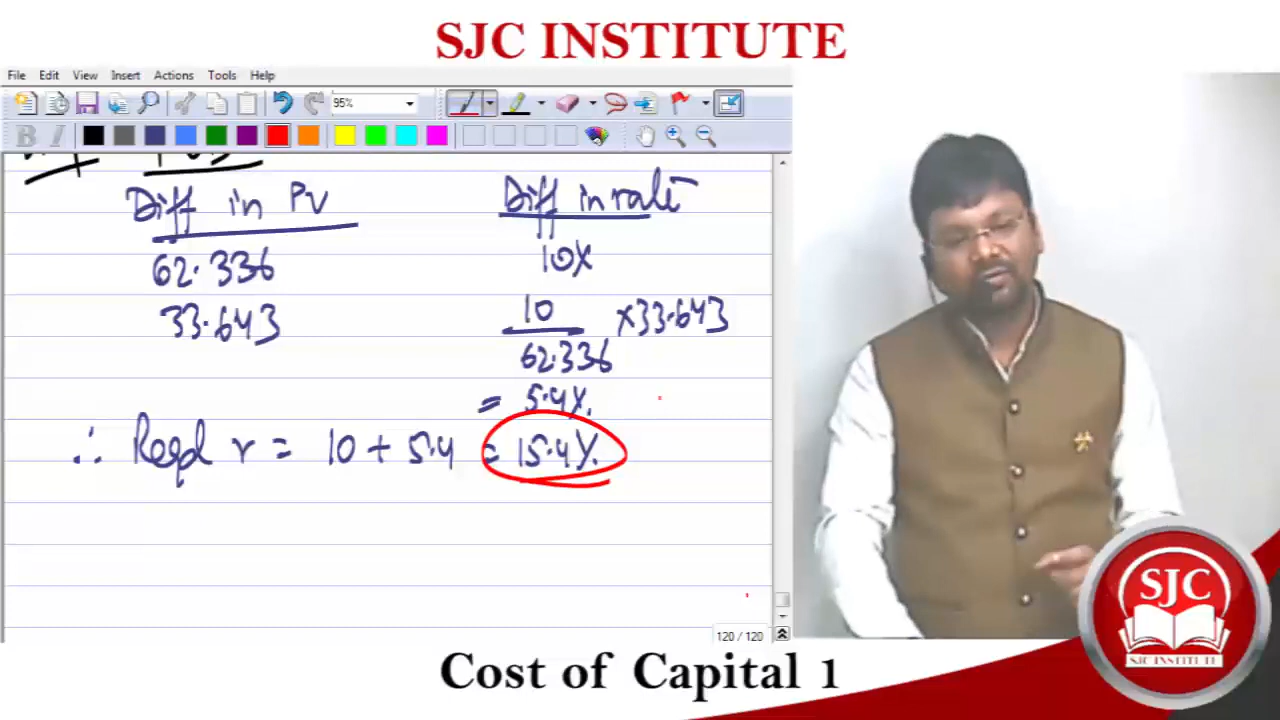 SJC INSTITUTE
File Edit View Insert Actions Tools Help
95%
B I
Diff in PV Diff in rate
62.336 10%
33.643 10 x33.643
62.336
= 5.4%.
∴ Reqd r = 10 + 5.4 = 15.4%.
120 / 120
SJC
SJC INSTITUTE
Cost of Capital 1